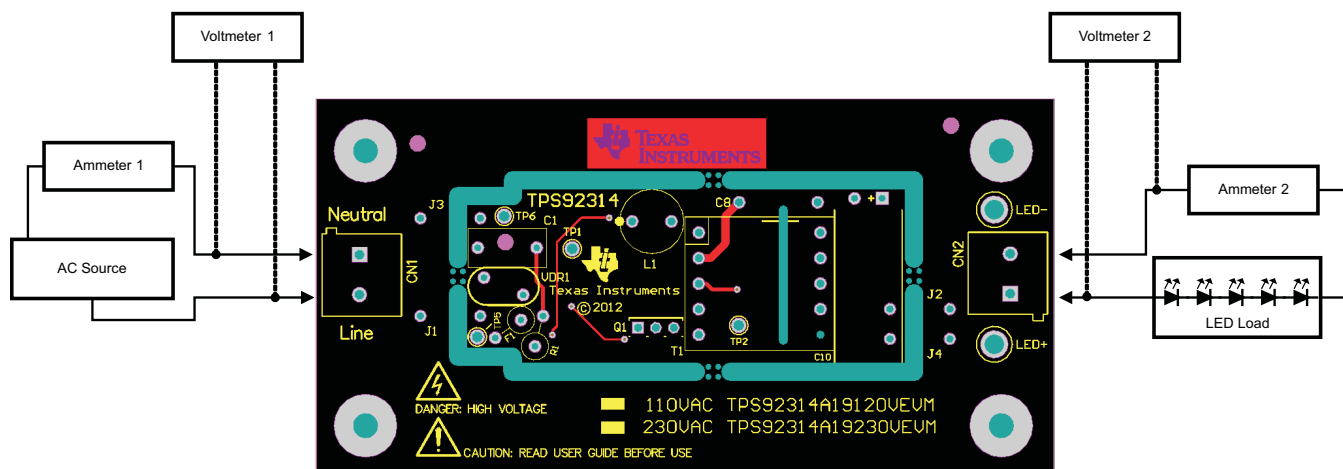 Voltmeter 1
Voltmeter 2
TEXAS INSTRUMENTS
Ammeter 1
Ammeter 2
Neutral
J3
TPS92314
TP6
C1
C8
+
LED-
TP1
AC Source
CN1
L1
CN2
VDR1
Texas Instruments
©2012
J2
Line
J1
TP5
F1
R1
Q1
T1
TP2
C10
J4
LED+
LED Load
DANGER: HIGH VOLTAGE
110VAC TPS92314A19120VEVM
230VAC TPS92314A19230VEVM
CAUTION: READ USER GUIDE BEFORE USE